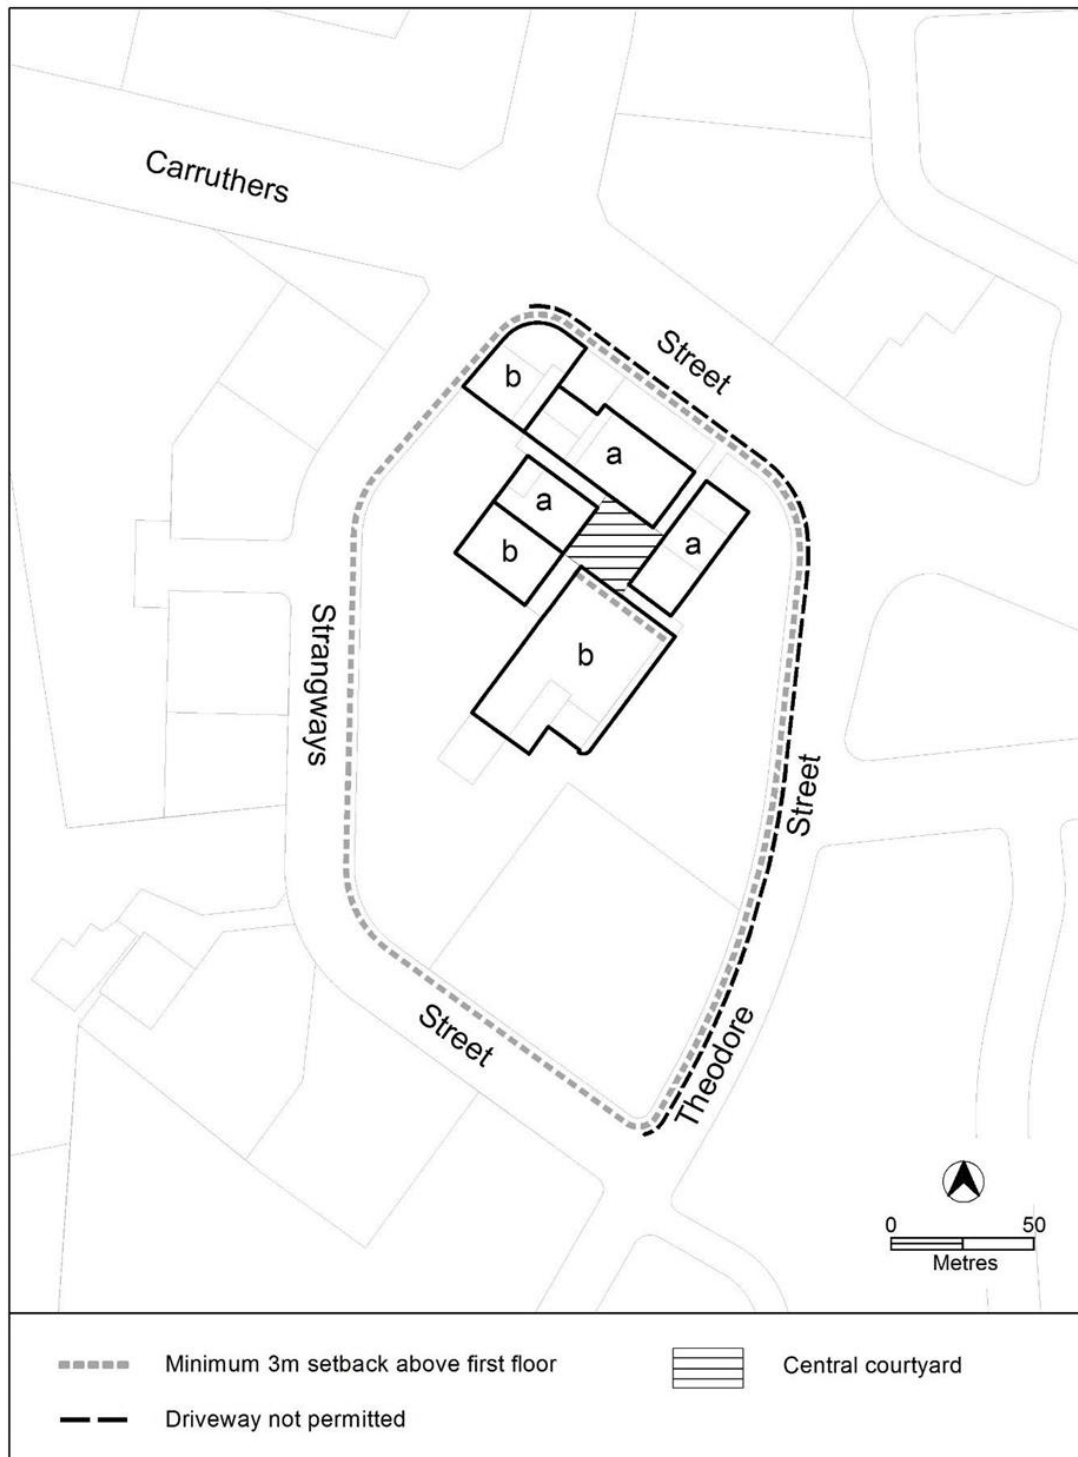 Carruthers
Street
b
a
a
b
a
b
Strangways
Street
Street
Theodore
0 50
Metres
Minimum 3m setback above first floor
Central courtyard
Driveway not permitted